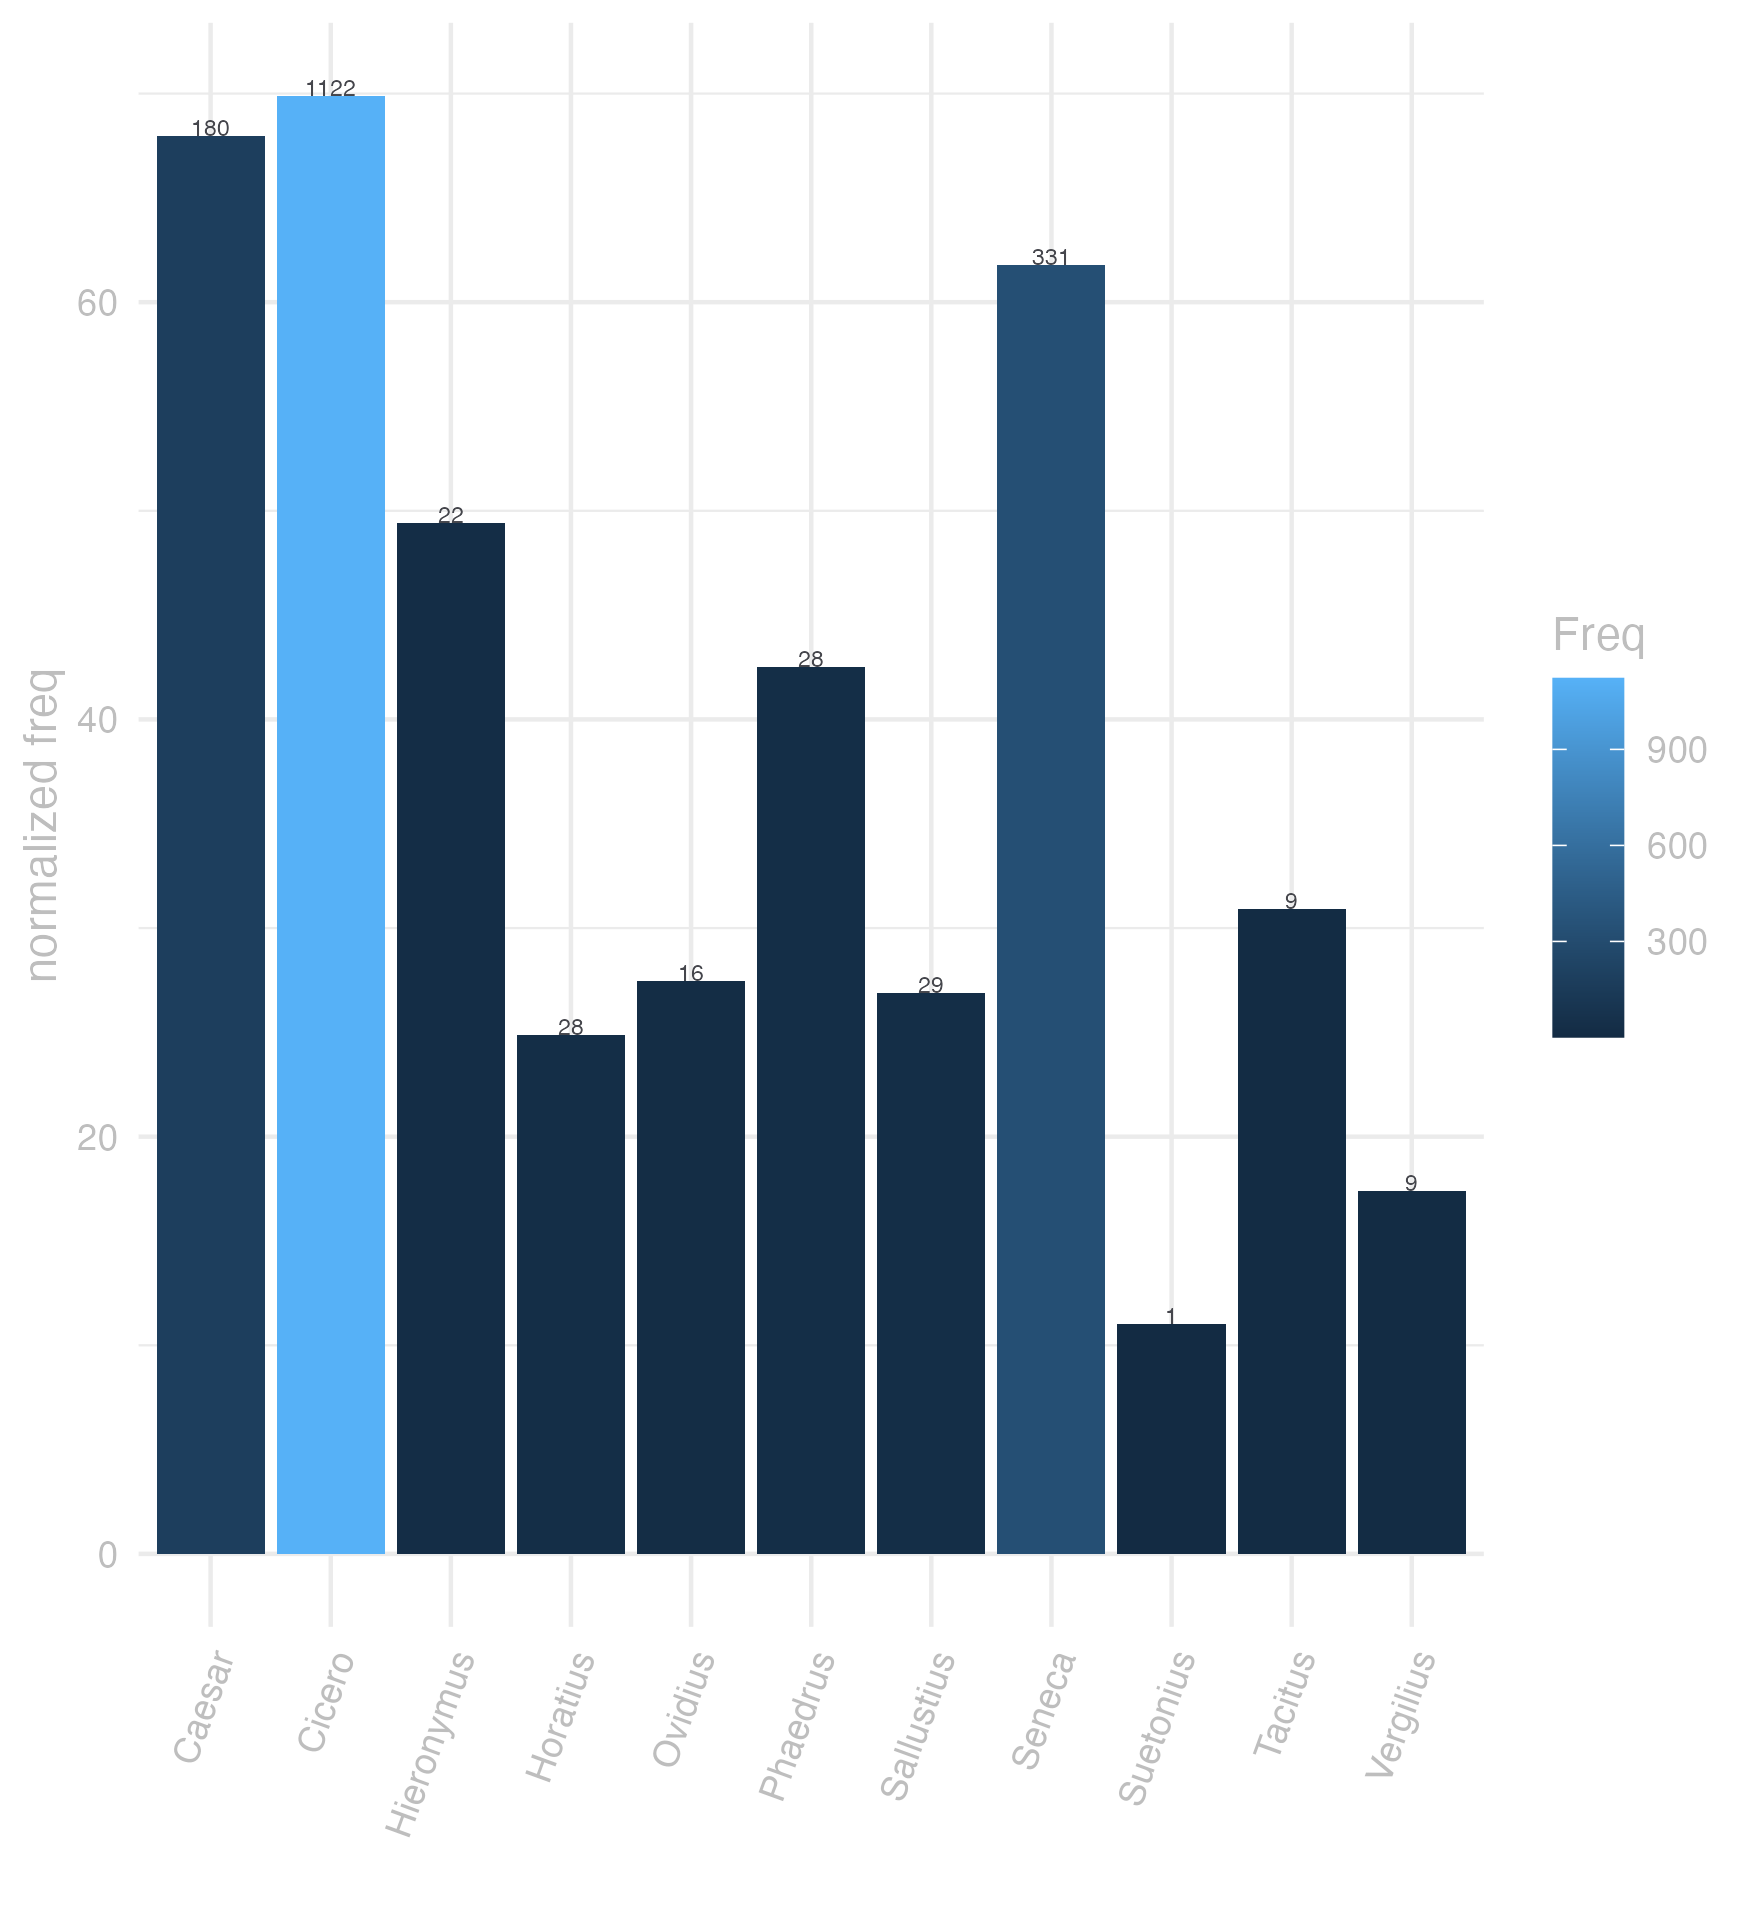 normalized freq
60
40
20
0
180
1122
22
28
16
28
29
331
1
9
9
Caesar
Cicero
Hieronymus
Horatius
Ovidius
Phaedrus
Sallustius
Seneca
Suetonius
Tacitus
Vergilius
Freq
900
600
300